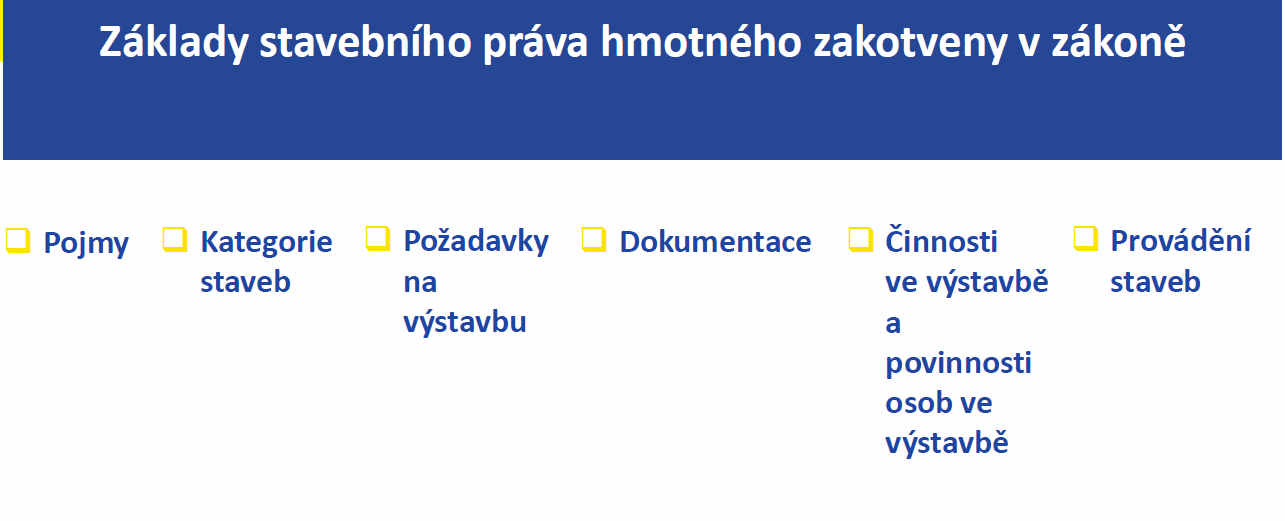 Základy stavebního práva hmotného zakotveny v zákoně
Pojmy
Kategorie
staveb
Požadavky
na
výstavbu
Dokumentace
Činnosti
ve výstavbě
a
povinnosti
osob ve
výstavbě
Provádění
staveb